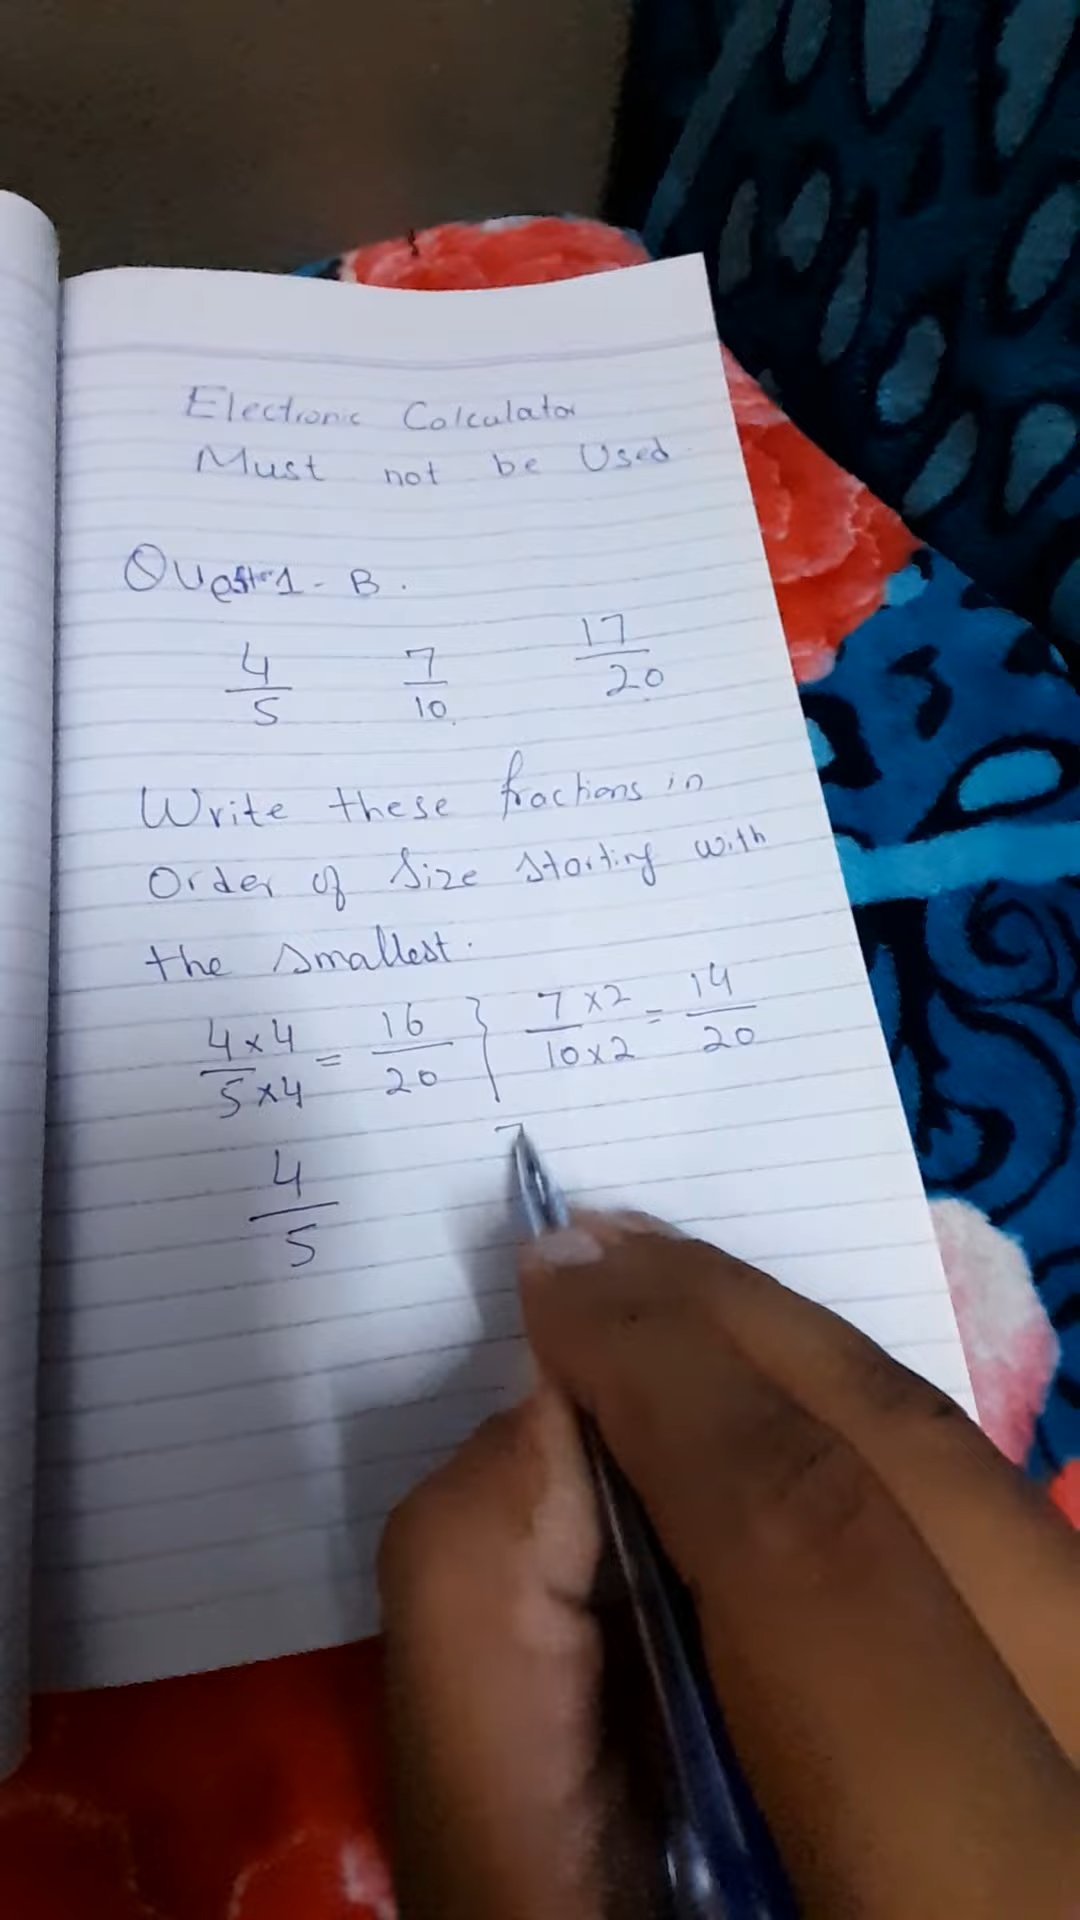 Electronic Calculator
Must not be Used
Quest-1 - B.
4/5 7/10 17/20
Write these fractions in
Order of Size starting with
the smallest.
4×4/5×4 = 16/20 } 7×2/10×2 = 14/20
4/5 7